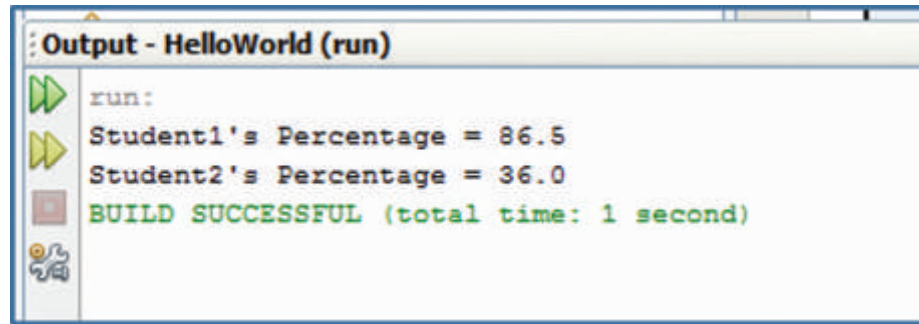 Output - HelloWorld (run)
run:
Student1's Percentage = 86.5
Student2's Percentage = 36.0
BUILD SUCCESSFUL (total time: 1 second)